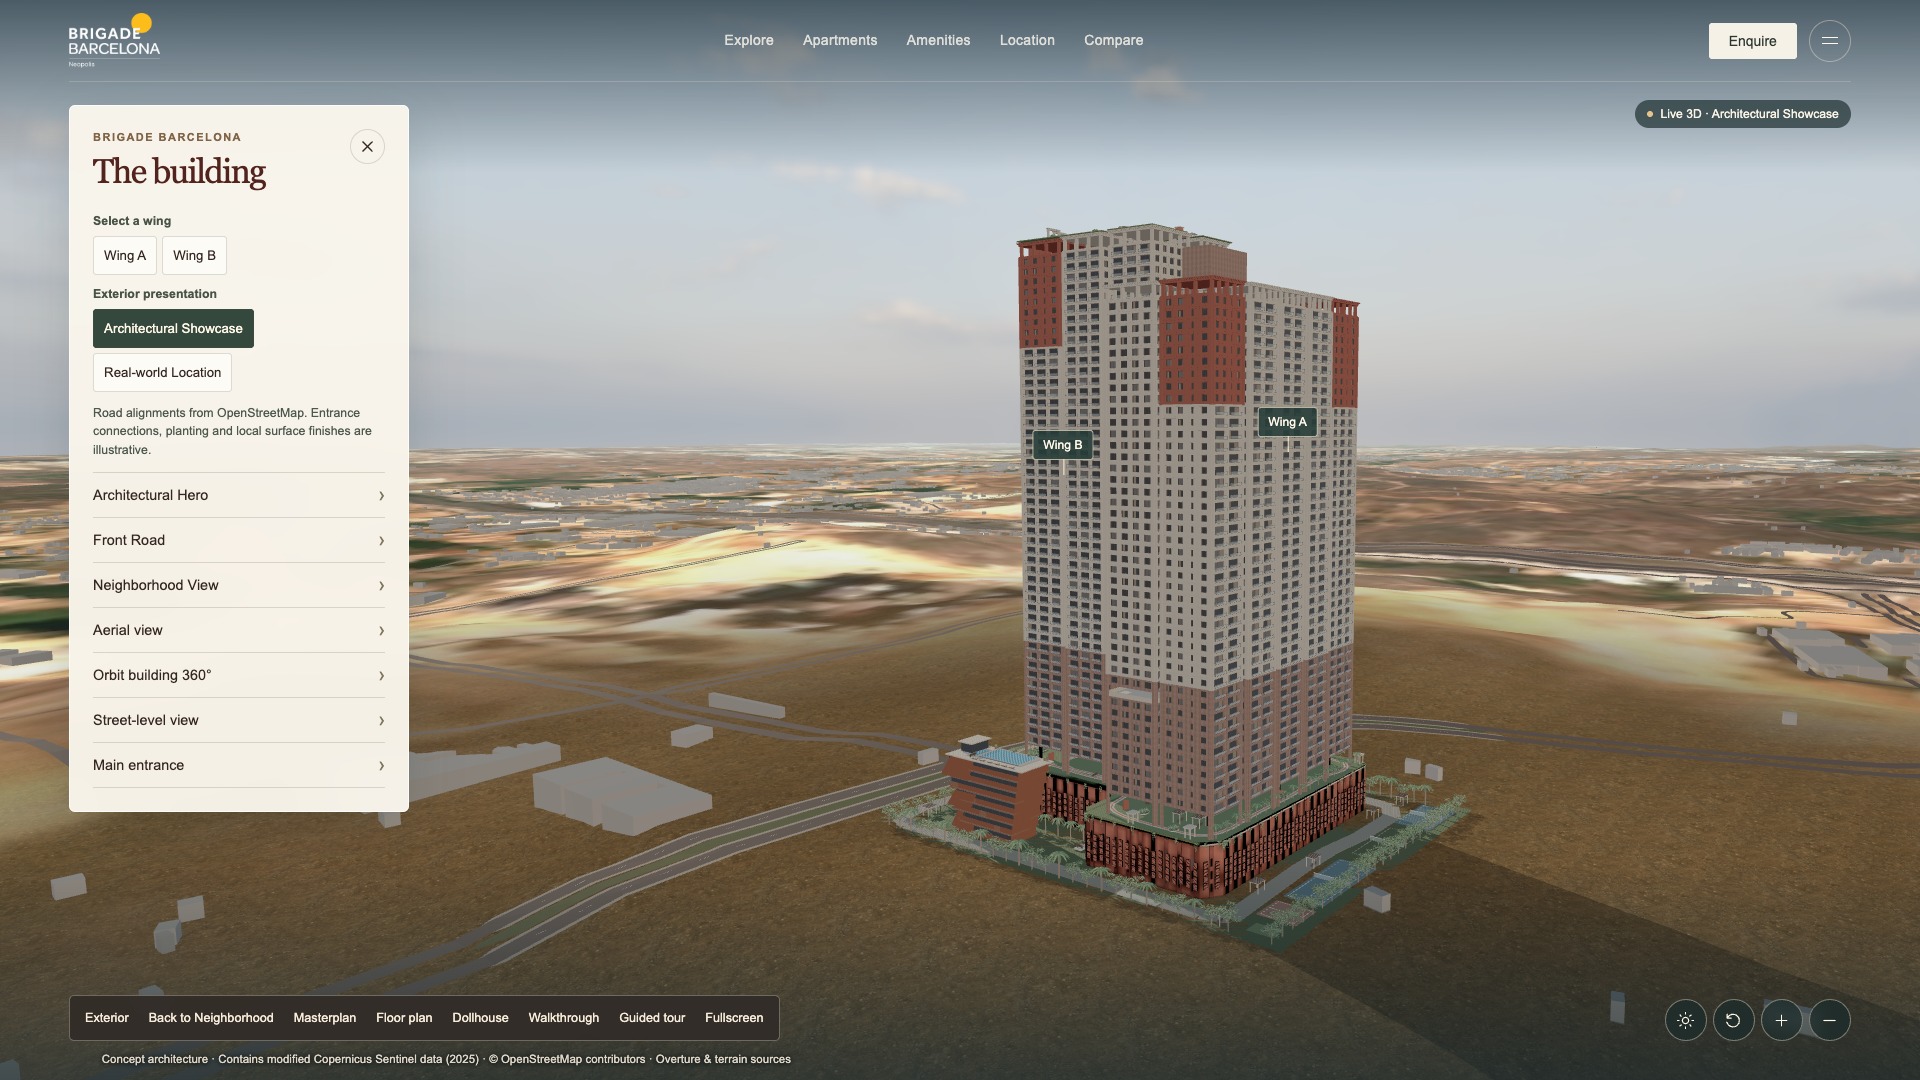 BRIGADE
BARCELONA
Neopolis
Explore
Apartments
Amenities
Location
Compare
Enquire
Live 3D · Architectural Showcase
BRIGADE BARCELONA
The building
Select a wing
Wing A
Wing B
Exterior presentation
Architectural Showcase
Real-world Location
Road alignments from OpenStreetMap. Entrance
connections, planting and local surface finishes are
illustrative.
Architectural Hero
Front Road
Neighborhood View
Aerial view
Orbit building 360°
Street-level view
Main entrance
Wing A
Wing B
Exterior
Back to Neighborhood
Masterplan
Floor plan
Dollhouse
Walkthrough
Guided tour
Fullscreen
Concept architecture · Contains modified Copernicus Sentinel data (2025) · © OpenStreetMap contributors · Overture & terrain sources